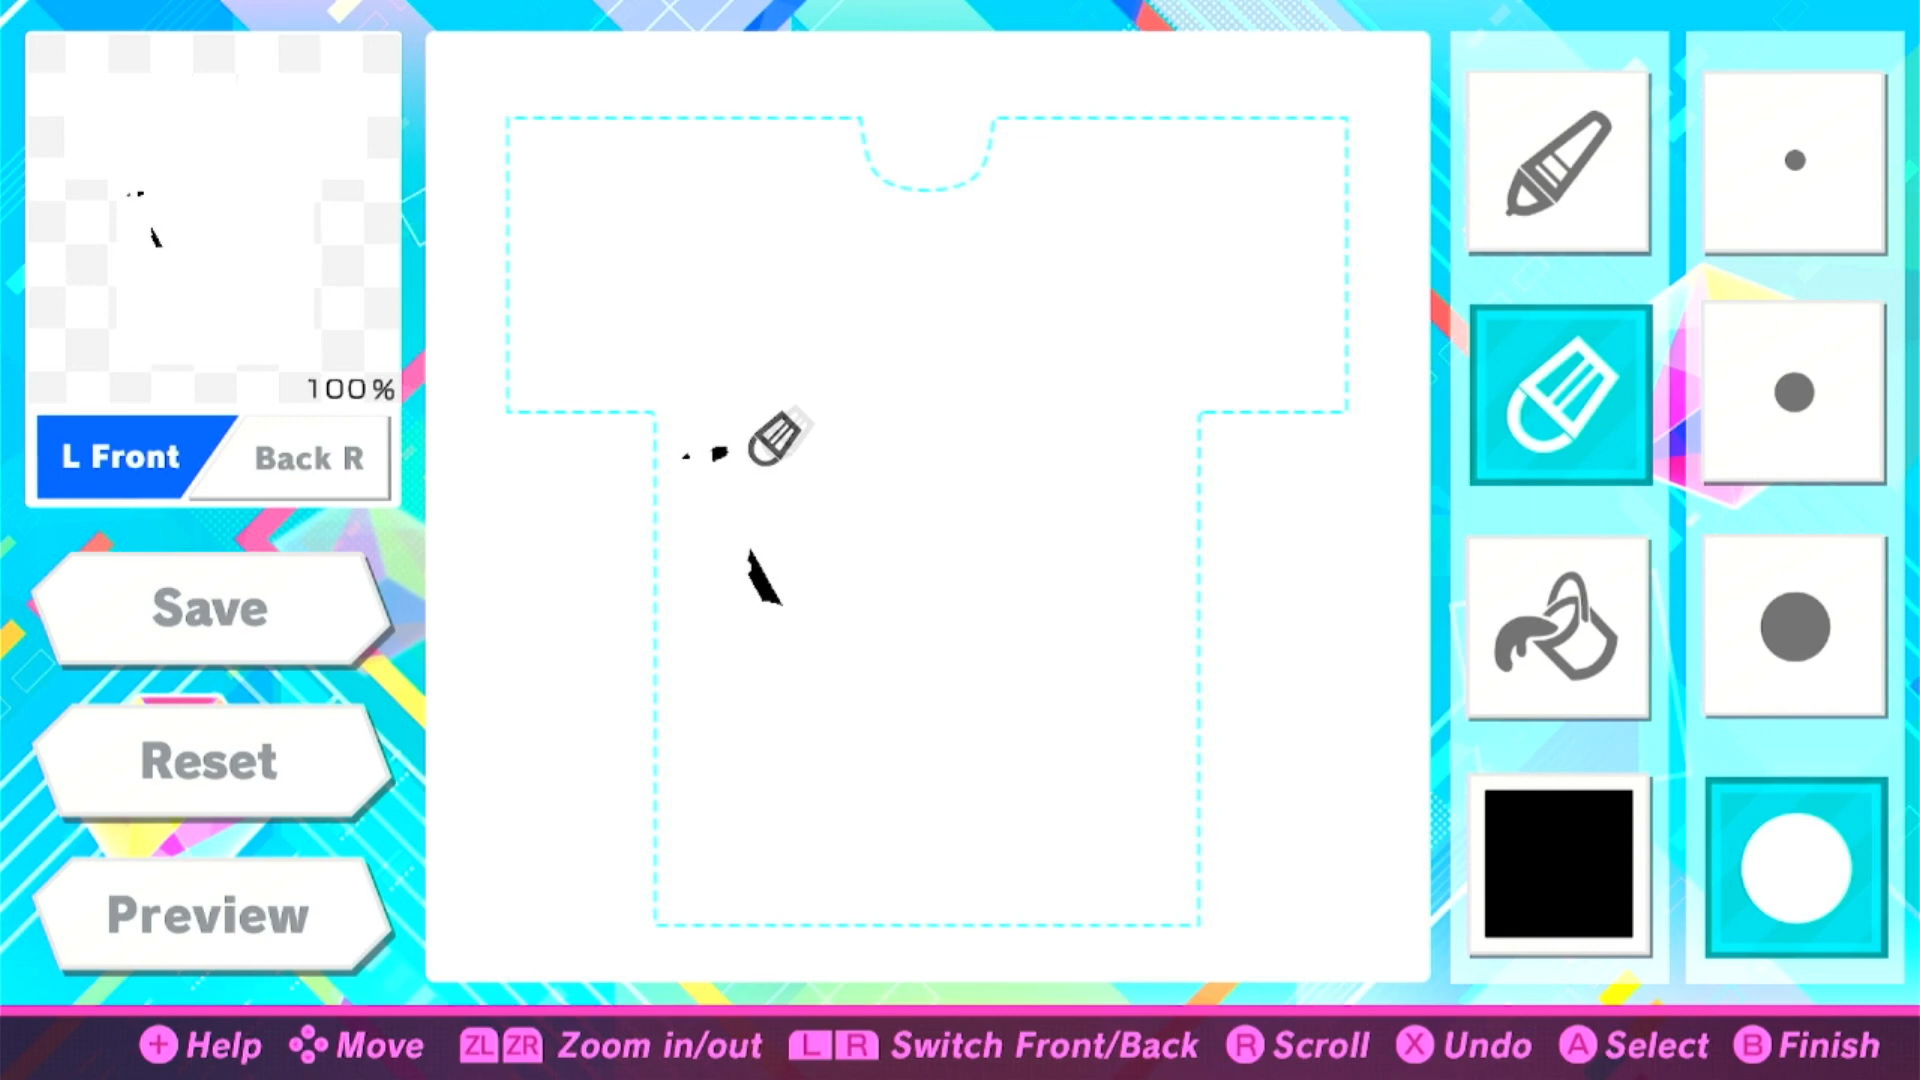 100%
L Front
Back R
Save
Reset
Preview
+ Help Move ZL ZR Zoom in/out L R Switch Front/Back R Scroll X Undo A Select B Finish